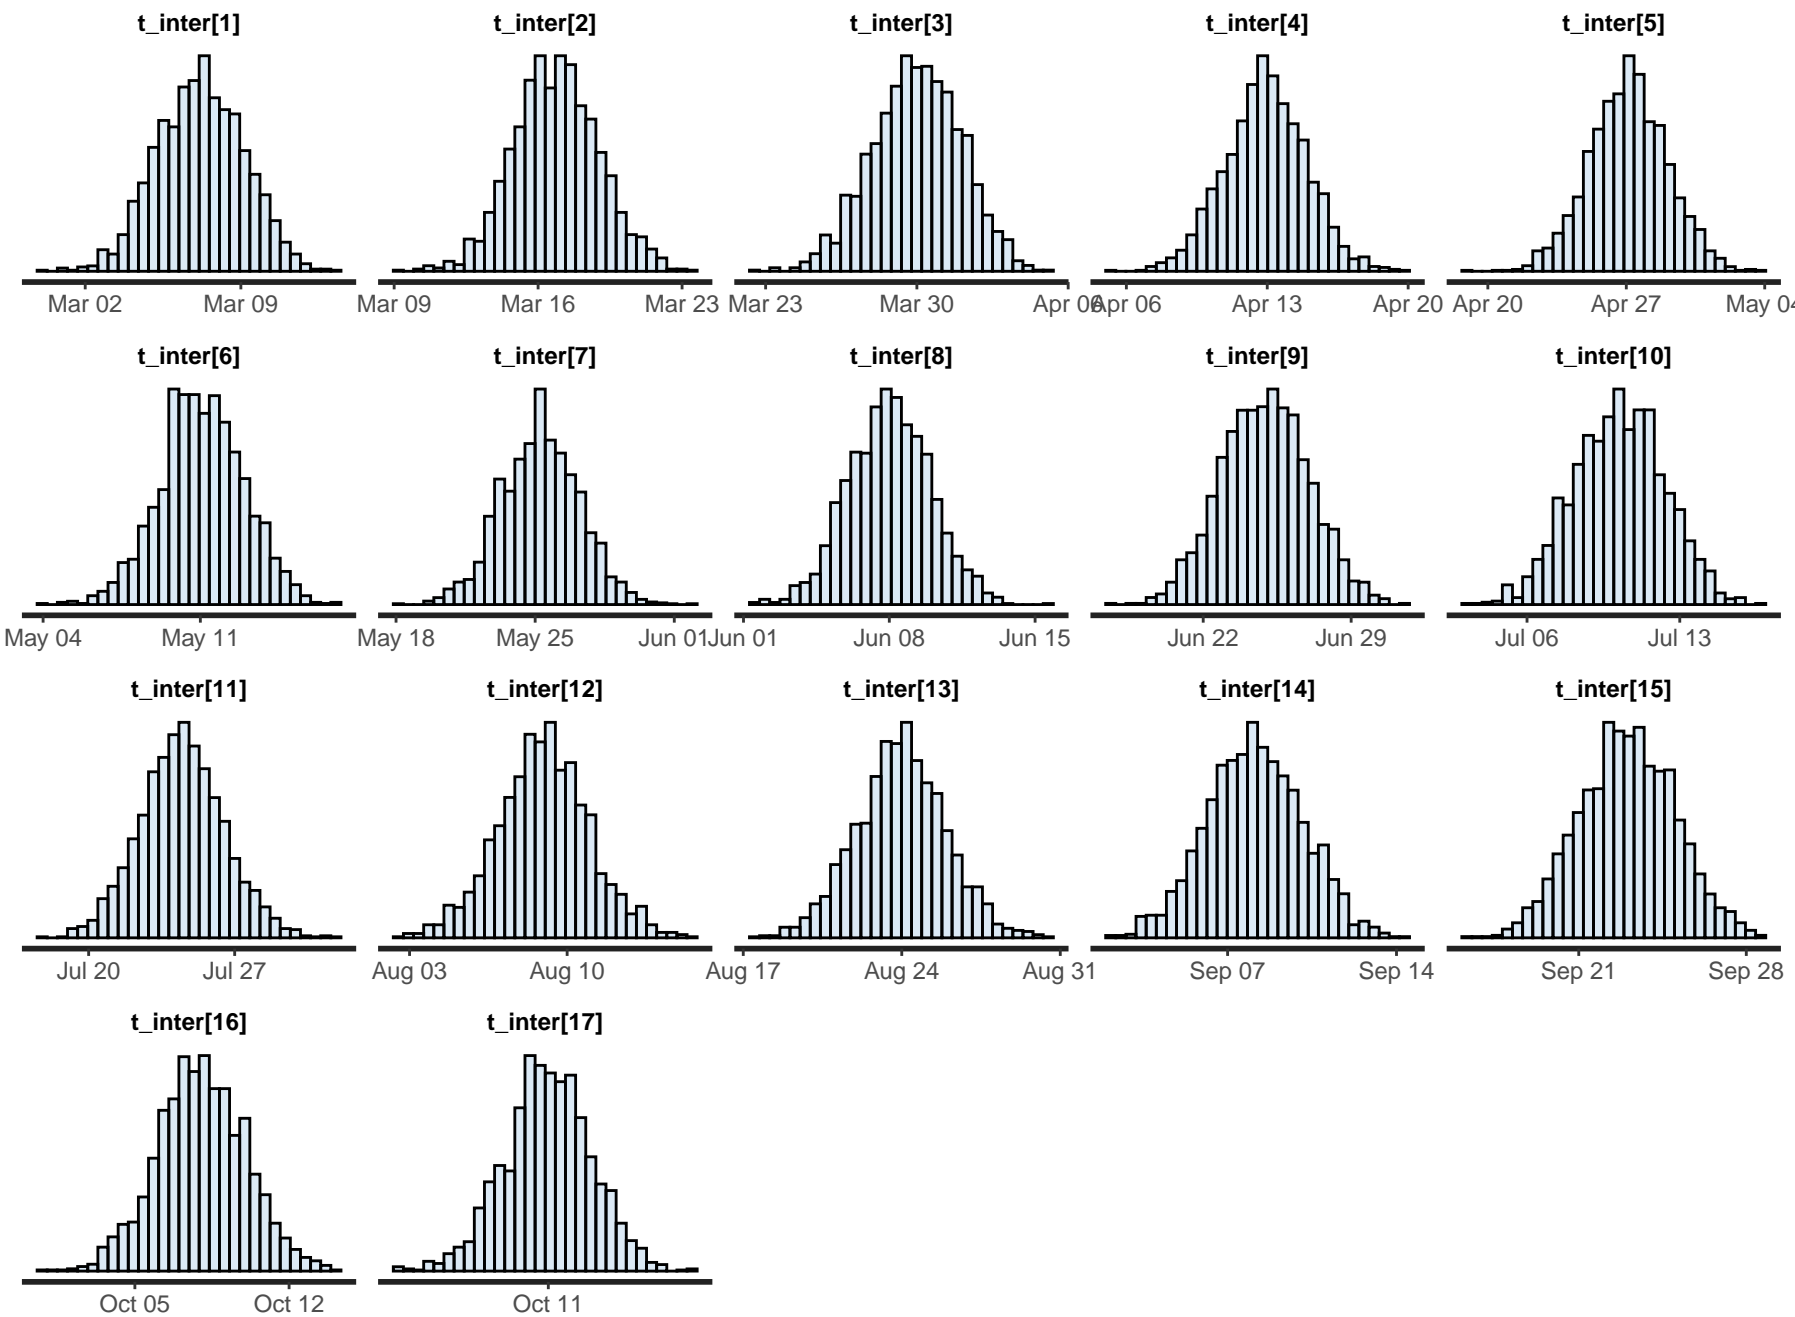 t_inter[1] t_inter[2] t_inter[3] t_inter[4] t_inter[5]
Mar 02 Mar 09 Mar 09 Mar 16 Mar 23 Mar 23 Mar 30 Apr 06 Apr 06 Apr 13 Apr 20 Apr 20 Apr 27 May 04
t_inter[6] t_inter[7] t_inter[8] t_inter[9] t_inter[10]
May 04 May 11 May 18 May 25 Jun 01 Jun 01 Jun 08 Jun 15 Jun 22 Jun 29 Jul 06 Jul 13
t_inter[11] t_inter[12] t_inter[13] t_inter[14] t_inter[15]
Jul 20 Jul 27 Aug 03 Aug 10 Aug 17 Aug 24 Aug 31 Sep 07 Sep 14 Sep 21 Sep 28
t_inter[16] t_inter[17]
Oct 05 Oct 12 Oct 11